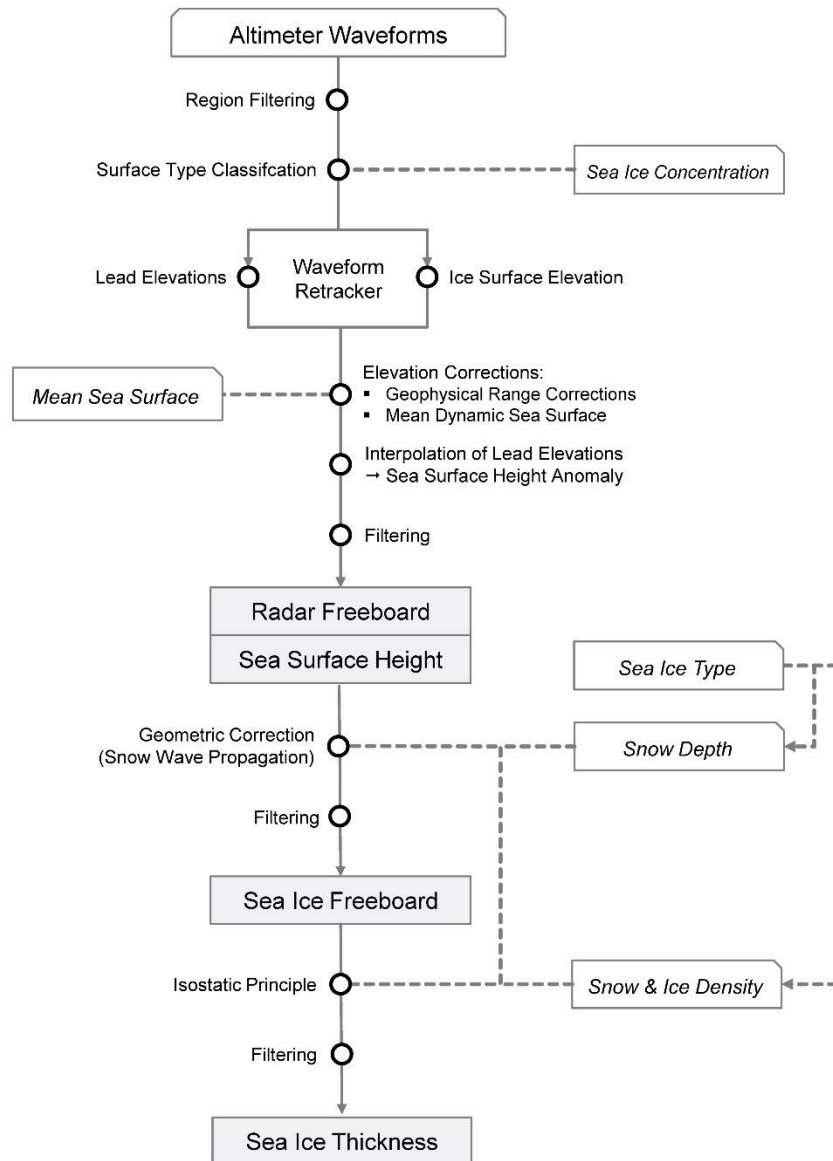 Altimeter Waveforms
Region Filtering
Surface Type Classifcation
Sea Ice Concentration
Lead Elevations
Waveform
Retracker
Ice Surface Elevation
Mean Sea Surface
Elevation Corrections:
▪ Geophysical Range Corrections
▪ Mean Dynamic Sea Surface
Interpolation of Lead Elevations
→ Sea Surface Height Anomaly
Filtering
Radar Freeboard
Sea Surface Height
Sea Ice Type
Geometric Correction
(Snow Wave Propagation)
Snow Depth
Filtering
Sea Ice Freeboard
Isostatic Principle
Snow & Ice Density
Filtering
Sea Ice Thickness